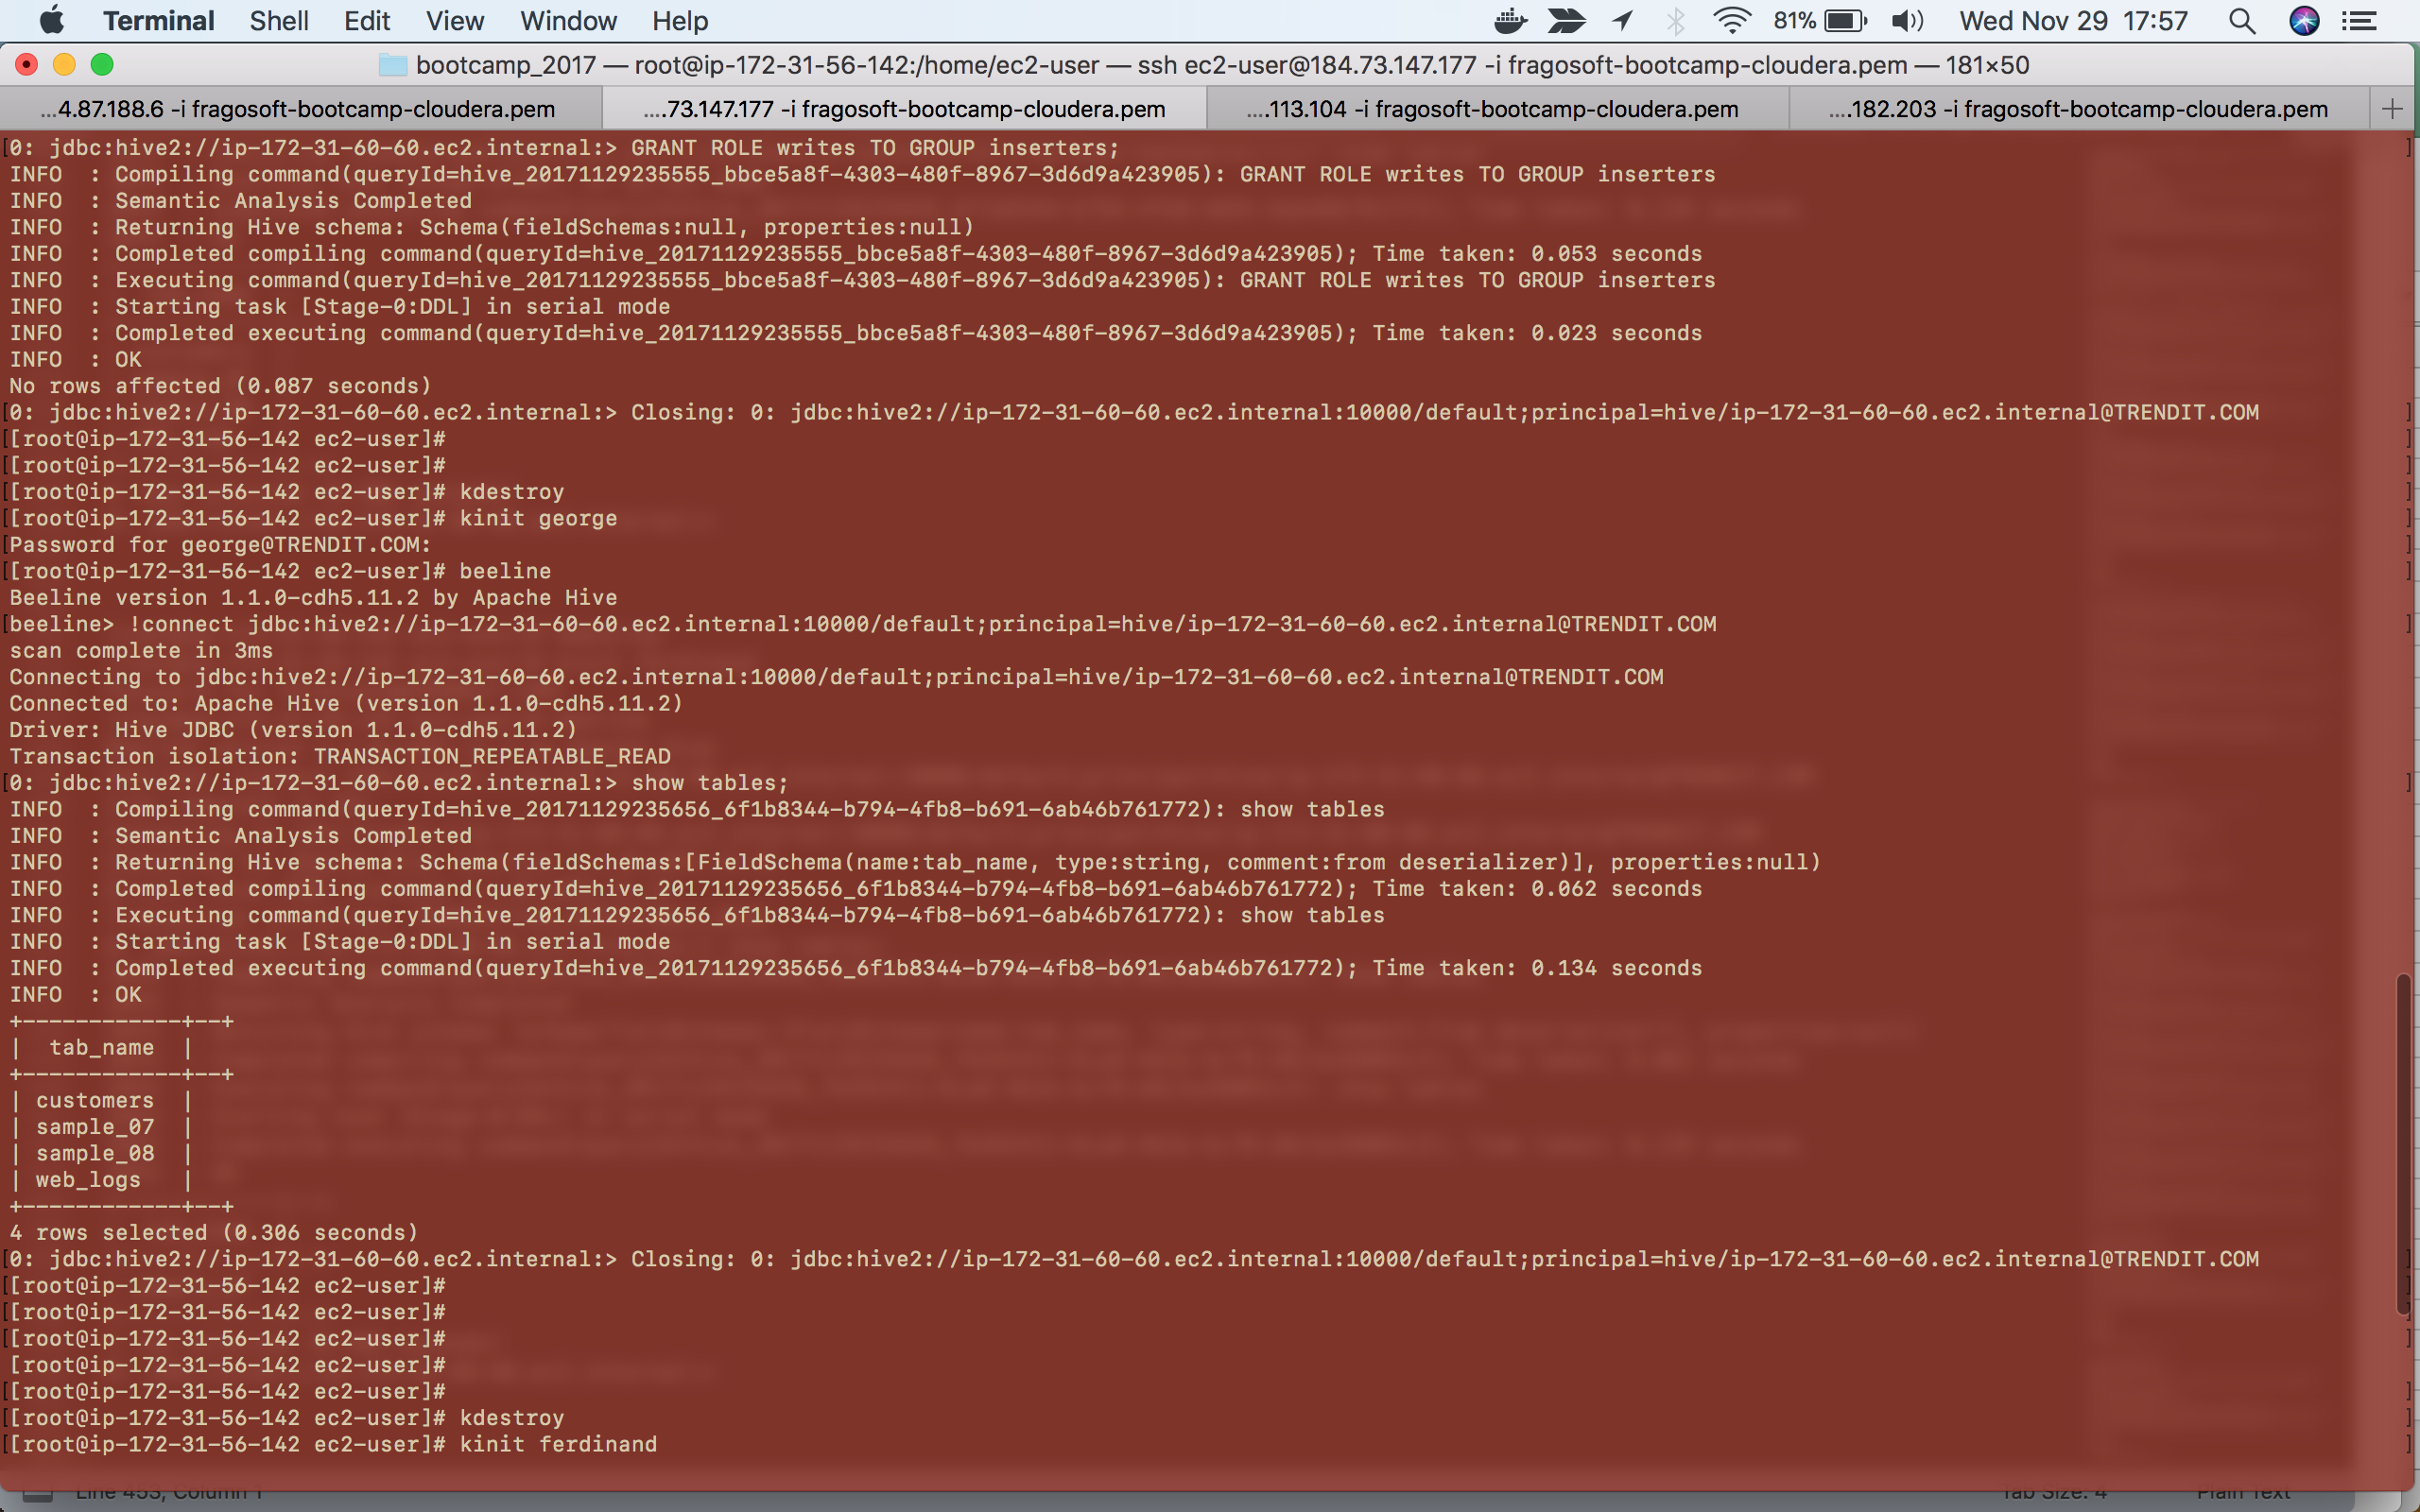 Terminal Shell Edit View Window Help 81% Wed Nov 29 17:57
bootcamp_2017 — root@ip-172-31-56-142:/home/ec2-user — ssh ec2-user@184.73.147.177 -i fragosoft-bootcamp-cloudera.pem — 181×50
...4.87.188.6 -i fragosoft-bootcamp-cloudera.pem ....73.147.177 -i fragosoft-bootcamp-cloudera.pem ....113.104 -i fragosoft-bootcamp-cloudera.pem ....182.203 -i fragosoft-bootcamp-cloudera.pem +
[0: jdbc:hive2://ip-172-31-60-60.ec2.internal:> GRANT ROLE writes TO GROUP inserters; ]
INFO  : Compiling command(queryId=hive_20171129235555_bbce5a8f-4303-480f-8967-3d6d9a423905): GRANT ROLE writes TO GROUP inserters
INFO  : Semantic Analysis Completed
INFO  : Returning Hive schema: Schema(fieldSchemas:null, properties:null)
INFO  : Completed compiling command(queryId=hive_20171129235555_bbce5a8f-4303-480f-8967-3d6d9a423905); Time taken: 0.053 seconds
INFO  : Executing command(queryId=hive_20171129235555_bbce5a8f-4303-480f-8967-3d6d9a423905): GRANT ROLE writes TO GROUP inserters
INFO  : Starting task [Stage-0:DDL] in serial mode
INFO  : Completed executing command(queryId=hive_20171129235555_bbce5a8f-4303-480f-8967-3d6d9a423905); Time taken: 0.023 seconds
INFO  : OK
No rows affected (0.087 seconds)
[0: jdbc:hive2://ip-172-31-60-60.ec2.internal:> Closing: 0: jdbc:hive2://ip-172-31-60-60.ec2.internal:10000/default;principal=hive/ip-172-31-60-60.ec2.internal@TRENDIT.COM ]
[[root@ip-172-31-56-142 ec2-user]# ]
[[root@ip-172-31-56-142 ec2-user]# ]
[[root@ip-172-31-56-142 ec2-user]# kdestroy ]
[[root@ip-172-31-56-142 ec2-user]# kinit george ]
[Password for george@TRENDIT.COM: ]
[[root@ip-172-31-56-142 ec2-user]# beeline ]
Beeline version 1.1.0-cdh5.11.2 by Apache Hive
[beeline> !connect jdbc:hive2://ip-172-31-60-60.ec2.internal:10000/default;principal=hive/ip-172-31-60-60.ec2.internal@TRENDIT.COM ]
scan complete in 3ms
Connecting to jdbc:hive2://ip-172-31-60-60.ec2.internal:10000/default;principal=hive/ip-172-31-60-60.ec2.internal@TRENDIT.COM
Connected to: Apache Hive (version 1.1.0-cdh5.11.2)
Driver: Hive JDBC (version 1.1.0-cdh5.11.2)
Transaction isolation: TRANSACTION_REPEATABLE_READ
[0: jdbc:hive2://ip-172-31-60-60.ec2.internal:> show tables; ]
INFO  : Compiling command(queryId=hive_20171129235656_6f1b8344-b794-4fb8-b691-6ab46b761772): show tables
INFO  : Semantic Analysis Completed
INFO  : Returning Hive schema: Schema(fieldSchemas:[FieldSchema(name:tab_name, type:string, comment:from deserializer)], properties:null)
INFO  : Completed compiling command(queryId=hive_20171129235656_6f1b8344-b794-4fb8-b691-6ab46b761772); Time taken: 0.062 seconds
INFO  : Executing command(queryId=hive_20171129235656_6f1b8344-b794-4fb8-b691-6ab46b761772): show tables
INFO  : Starting task [Stage-0:DDL] in serial mode
INFO  : Completed executing command(queryId=hive_20171129235656_6f1b8344-b794-4fb8-b691-6ab46b761772); Time taken: 0.134 seconds
INFO  : OK
+------------+--+
|  tab_name  |
+------------+--+
| customers  |
| sample_07  |
| sample_08  |
| web_logs   |
+------------+--+
4 rows selected (0.306 seconds)
[0: jdbc:hive2://ip-172-31-60-60.ec2.internal:> Closing: 0: jdbc:hive2://ip-172-31-60-60.ec2.internal:10000/default;principal=hive/ip-172-31-60-60.ec2.internal@TRENDIT.COM ]
[[root@ip-172-31-56-142 ec2-user]# ]
[[root@ip-172-31-56-142 ec2-user]# ]
[[root@ip-172-31-56-142 ec2-user]# ]
[root@ip-172-31-56-142 ec2-user]#
[[root@ip-172-31-56-142 ec2-user]# ]
[[root@ip-172-31-56-142 ec2-user]# kdestroy ]
[[root@ip-172-31-56-142 ec2-user]# kinit ferdinand ]
Line 453, Column 1 Tab Size: 4 Plain Text